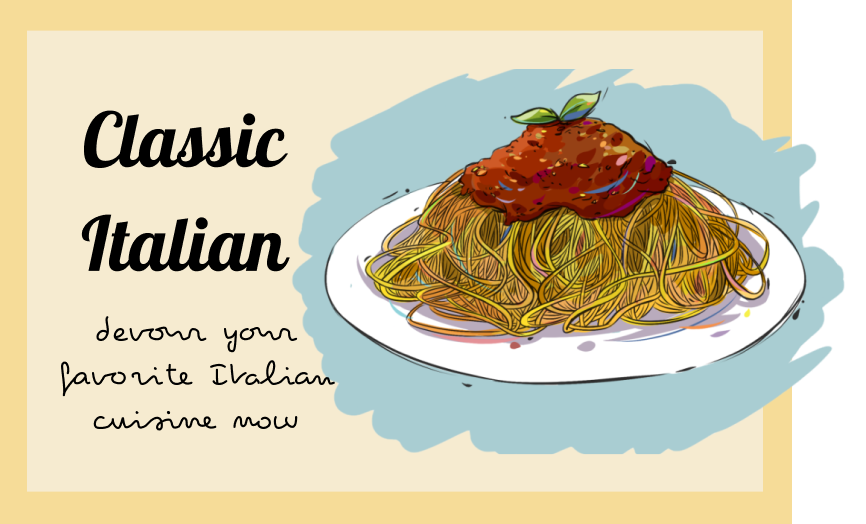 Classic
Italian
devour your
favorite Italian
cuisine now